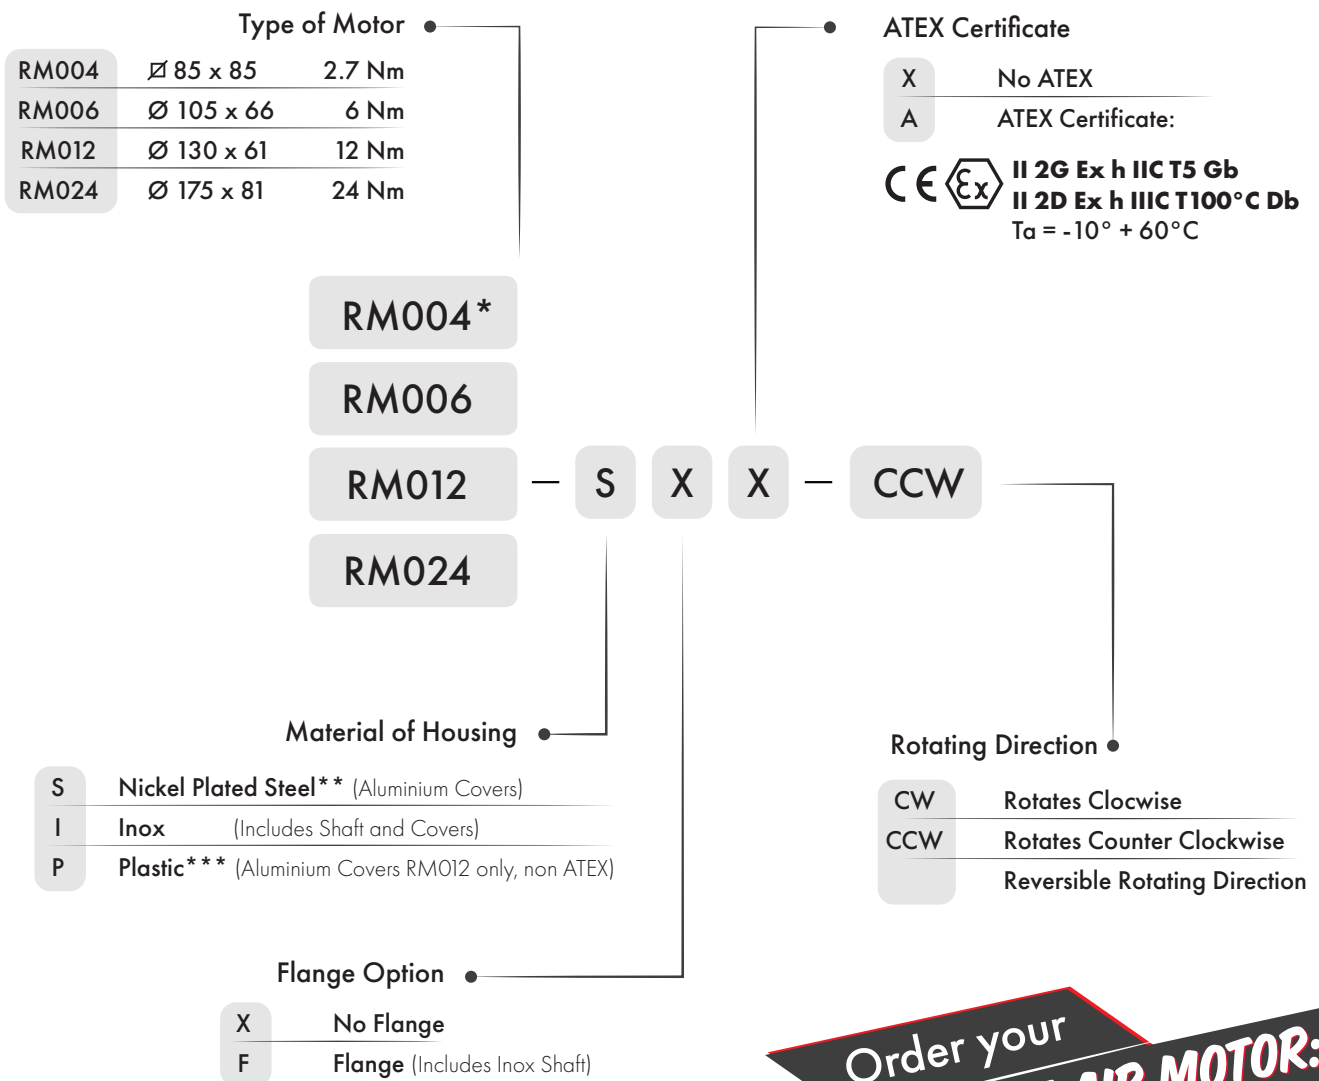 Type of Motor
RM004 85 x 85 2.7 Nm
RM006 Ø 105 x 66 6 Nm
RM012 Ø 130 x 61 12 Nm
RM024 Ø 175 x 81 24 Nm
ATEX Certificate
X No ATEX
A ATEX Certificate:
CE Ex II 2G Ex h IIC T5 Gb
II 2D Ex h IIIC T100°C Db
Ta = -10° + 60°C
RM004*
RM006
RM012 – S X X – CCW
RM024
Material of Housing
S Nickel Plated Steel** (Aluminium Covers)
I Inox (Includes Shaft and Covers)
P Plastic*** (Aluminium Covers RM012 only, non ATEX)
Rotating Direction
CW Rotates Clocwise
CCW Rotates Counter Clockwise
Reversible Rotating Direction
Flange Option
X No Flange
F Flange (Includes Inox Shaft)
Order your
AIR MOTOR: